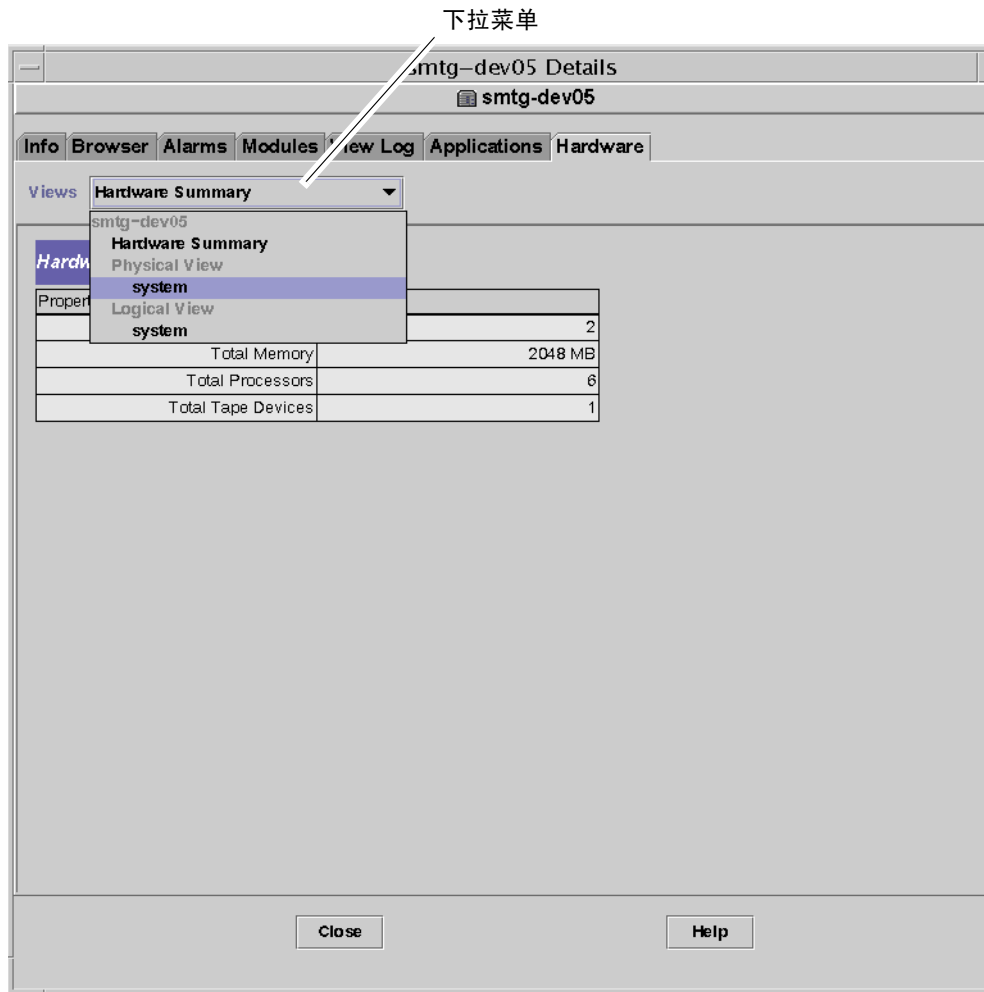 下拉菜单
smtg-dev05 Details
smtg-dev05
Info Browser Alarms Modules View Log Applications Hardware
Views Hardware Summary
smtg-dev05
Hardware Summary
Physical View
system
Logical View
system
2
Total Memory 2048 MB
Total Processors 6
Total Tape Devices 1
Close Help